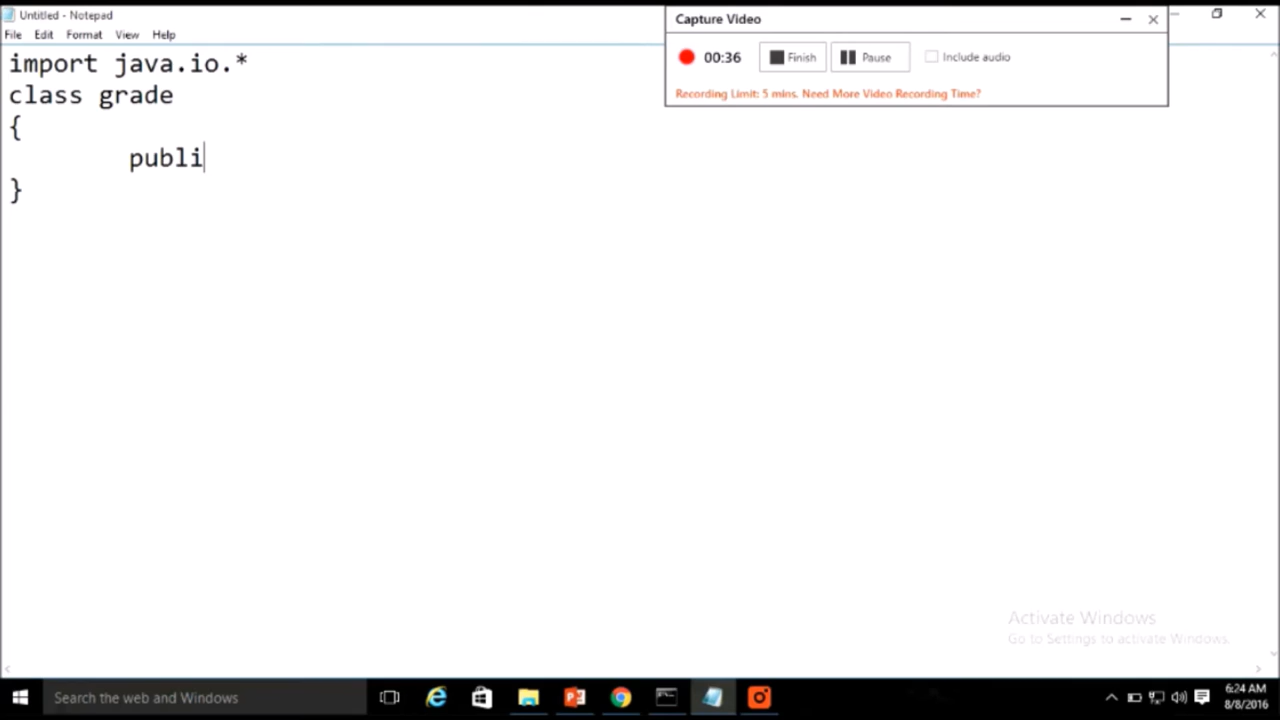 Untitled - Notepad
File Edit Format View Help
import java.io.*
class grade
{
publi
}
Capture Video
00:36 Finish Pause Include audio
Recording Limit: 5 mins. Need More Video Recording Time?
Activate Windows
Go to Settings to activate Windows.
Search the web and Windows
6:24 AM
8/8/2016